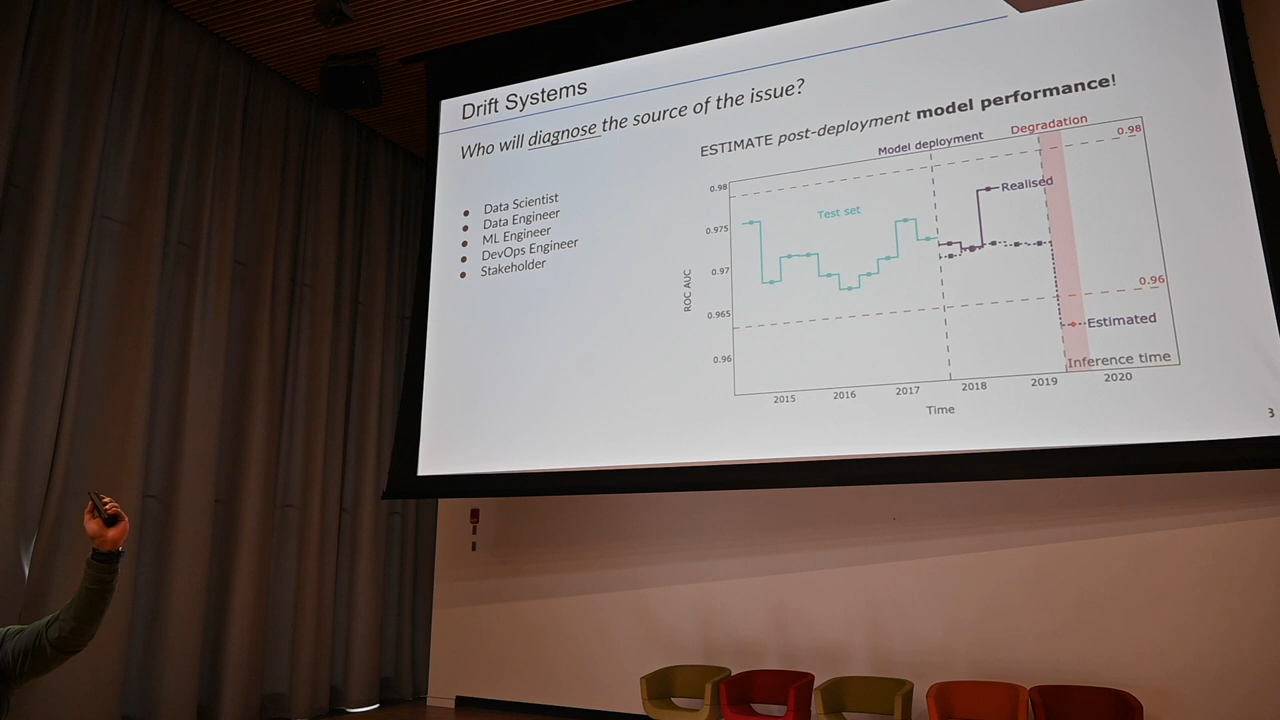 Drift Systems
Who will diagnose the source of the issue?
Data Scientist
Data Engineer
ML Engineer
DevOps Engineer
Stakeholder
ESTIMATE post-deployment model performance!
Model deployment
Degradation
0.98
0.98
Realised
Test set
0.975
0.97
ROC AUC
0.96
0.965
Estimated
0.96
Inference time
2015
2016
2017
2018
2019
2020
Time
3